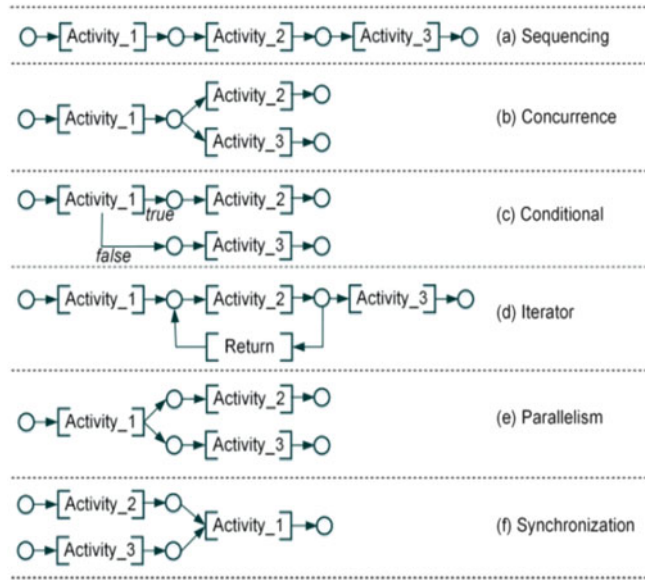 Activity_1 Activity_2 Activity_3 (a) Sequencing
Activity_2
Activity_1 (b) Concurrence
Activity_3
Activity_1 true Activity_2
(c) Conditional
false Activity_3
Activity_1 Activity_2 Activity_3 (d) Iterator
Return
Activity_2
Activity_1 (e) Parallelism
Activity_3
Activity_2
Activity_1 (f) Synchronization
Activity_3